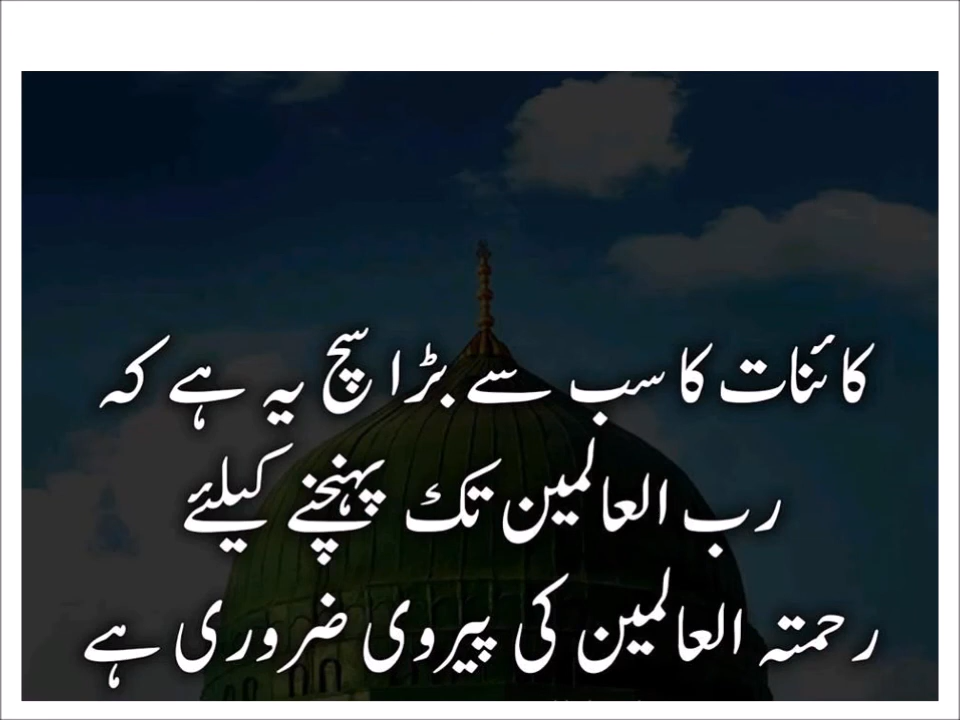 کائنات کا سب سے بڑا سچ یہ ہے کہ
رب العالمین تک پہنچنے کیلئے
رحمتہ العالمین کی پیروی ضروری ہے